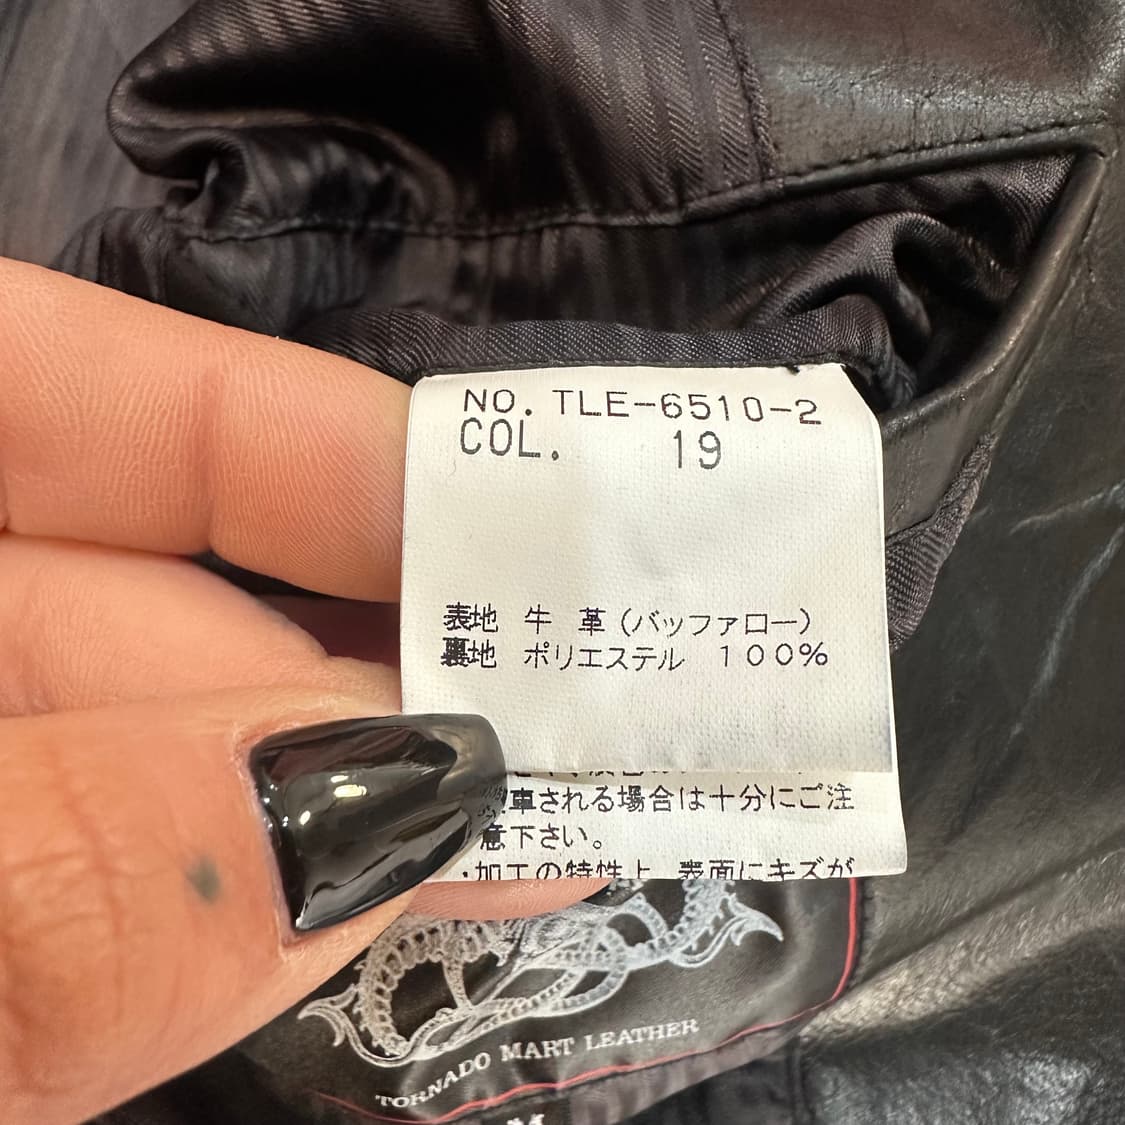 NO. TLE-6510-2
COL. 19
表地 牛 革(バッファロー)
裏地 ポリエステル 100%
車される場合は十分にご注
意下さい。
・加工の特性上、表面にキズが
TORNADO MART LEATHER
M